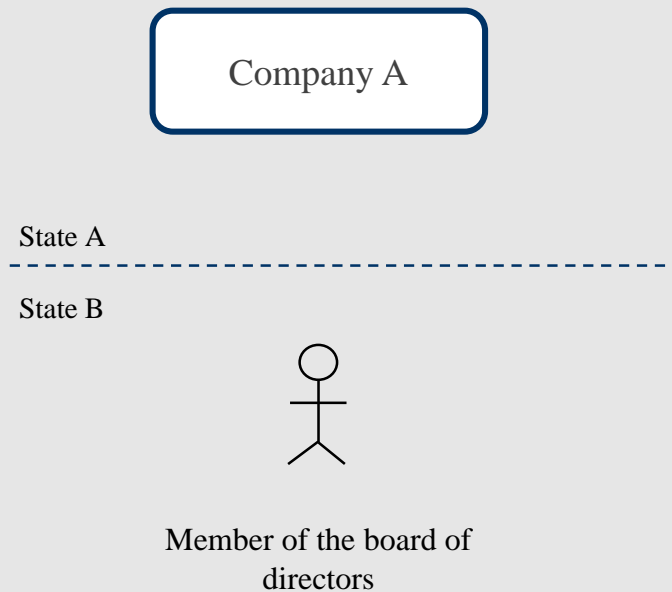 Company A
State A
State B
Member of the board of
directors